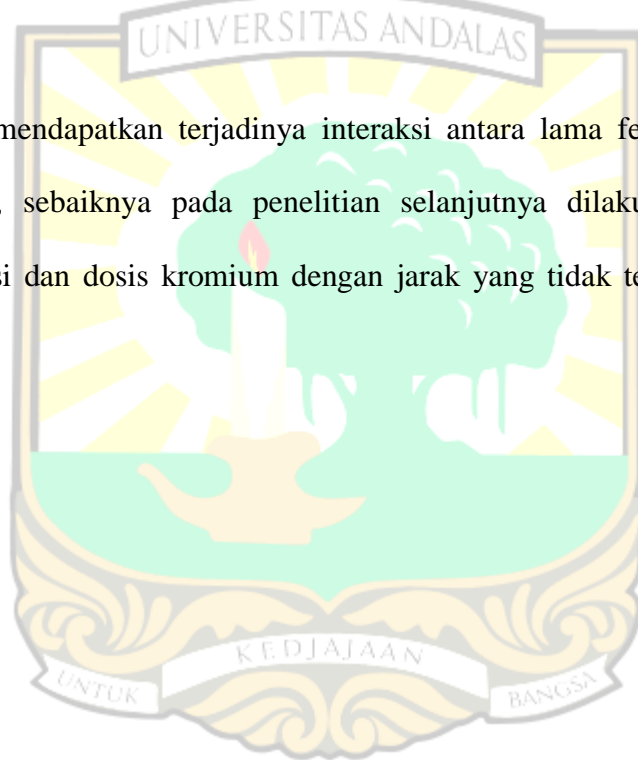 UNIVERSITAS ANDALAS
mendapatkan terjadinya interaksi antara lama fe
, sebaiknya pada penelitian selanjutnya dilaku
si dan dosis kromium dengan jarak yang tidak te
KEDJAJAAN
UNTUK BANGSA